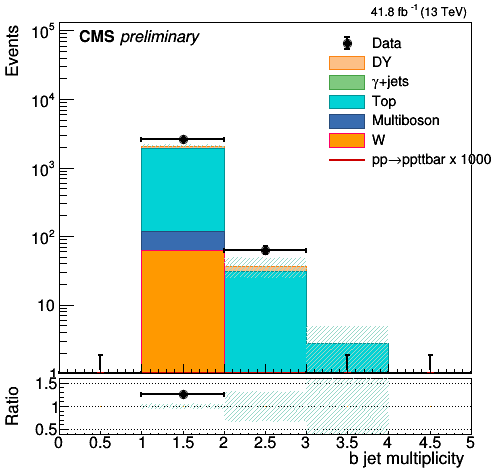 41.8 fb⁻¹ (13 TeV)
Events
CMS preliminary
Data
DY
γ+jets
Top
Multiboson
W
pp→ppttbar x 1000
10⁵
10⁴
10³
10²
10
1
Ratio
1.5
1
0.5
0 0.5 1 1.5 2 2.5 3 3.5 4 4.5 5
b jet multiplicity